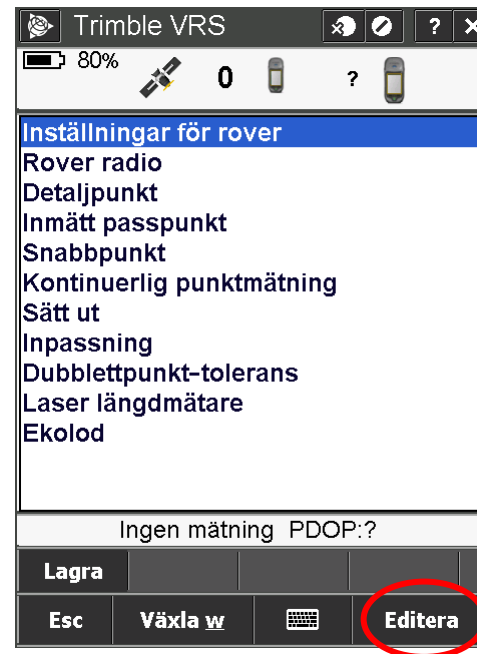 Trimble VRS ? X
80% 0 ?
Inställningar för rover
Rover radio
Detaljpunkt
Inmätt passpunkt
Snabbpunkt
Kontinuerlig punktmätning
Sätt ut
Inpassning
Dubblettpunkt-tolerans
Laser längdmätare
Ekolod
Ingen mätning PDOP:?
Lagra
Esc Växla w Editera